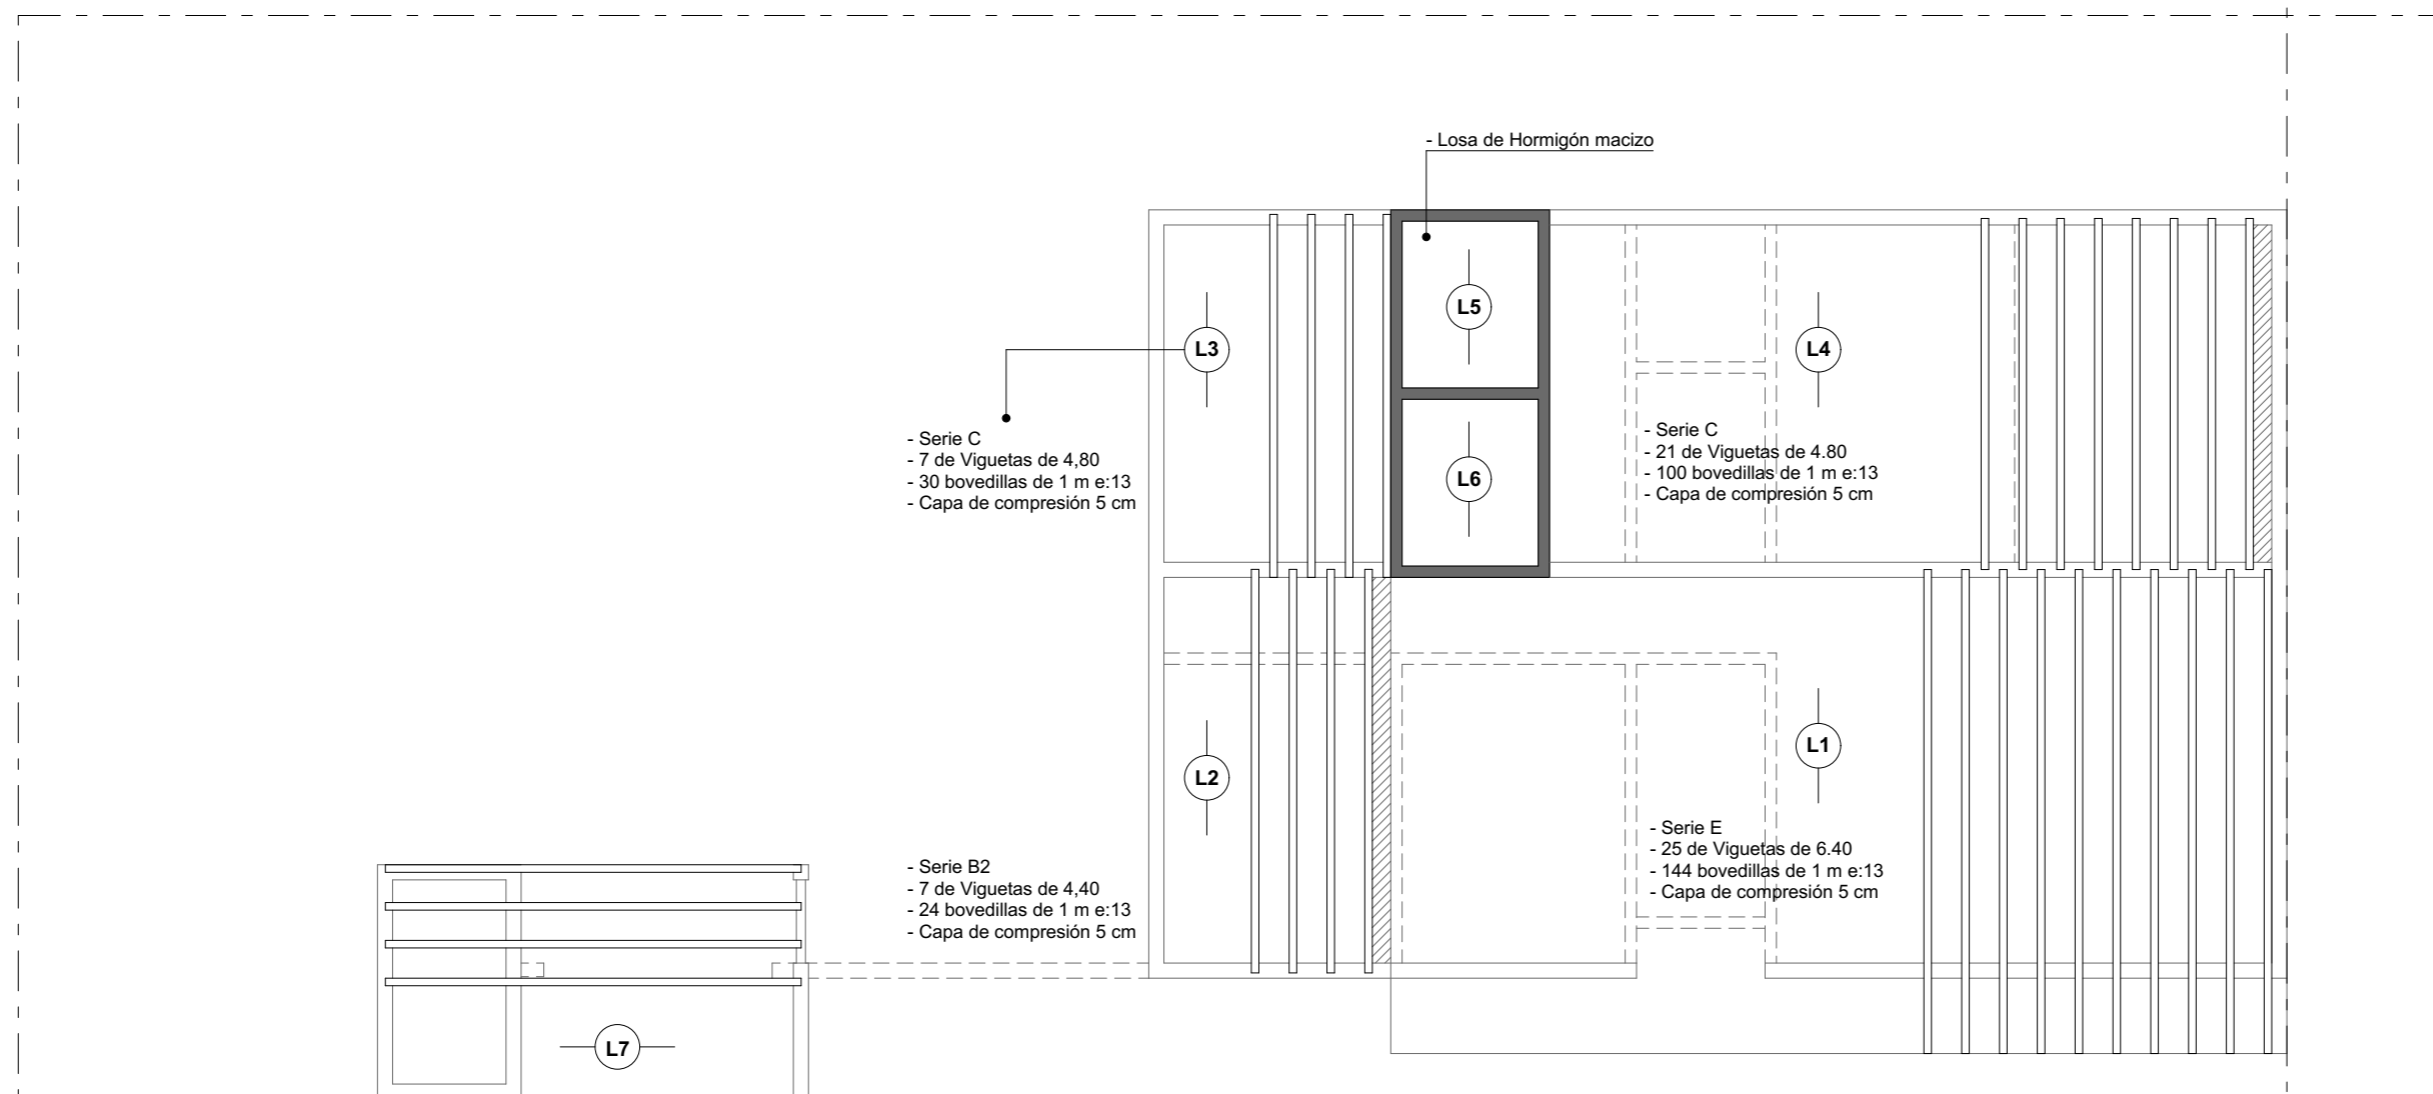 - Losa de Hormigón macizo
L5
L3
L4
- Serie C
- 7 de Viguetas de 4,80
- 30 bovedillas de 1 m e:13
- Capa de compresión 5 cm
L6
- Serie C
- 21 de Viguetas de 4.80
- 100 bovedillas de 1 m e:13
- Capa de compresión 5 cm
L2
L1
- Serie B2
- 7 de Viguetas de 4,40
- 24 bovedillas de 1 m e:13
- Capa de compresión 5 cm
- Serie E
- 25 de Viguetas de 6.40
- 144 bovedillas de 1 m e:13
- Capa de compresión 5 cm
L7